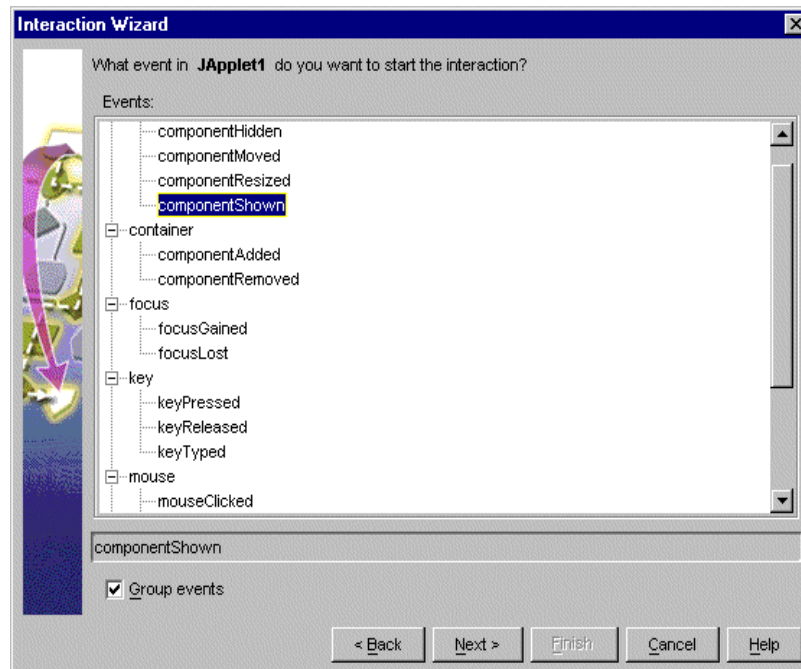 Interaction Wizard
What event in JApplet1 do you want to start the interaction?
Events:
componentHidden
componentMoved
componentResized
componentShown
container
componentAdded
componentRemoved
focus
focusGained
focusLost
key
keyPressed
keyReleased
keyTyped
mouse
mouseClicked
componentShown
Group events
< Back Next > Finish Cancel Help